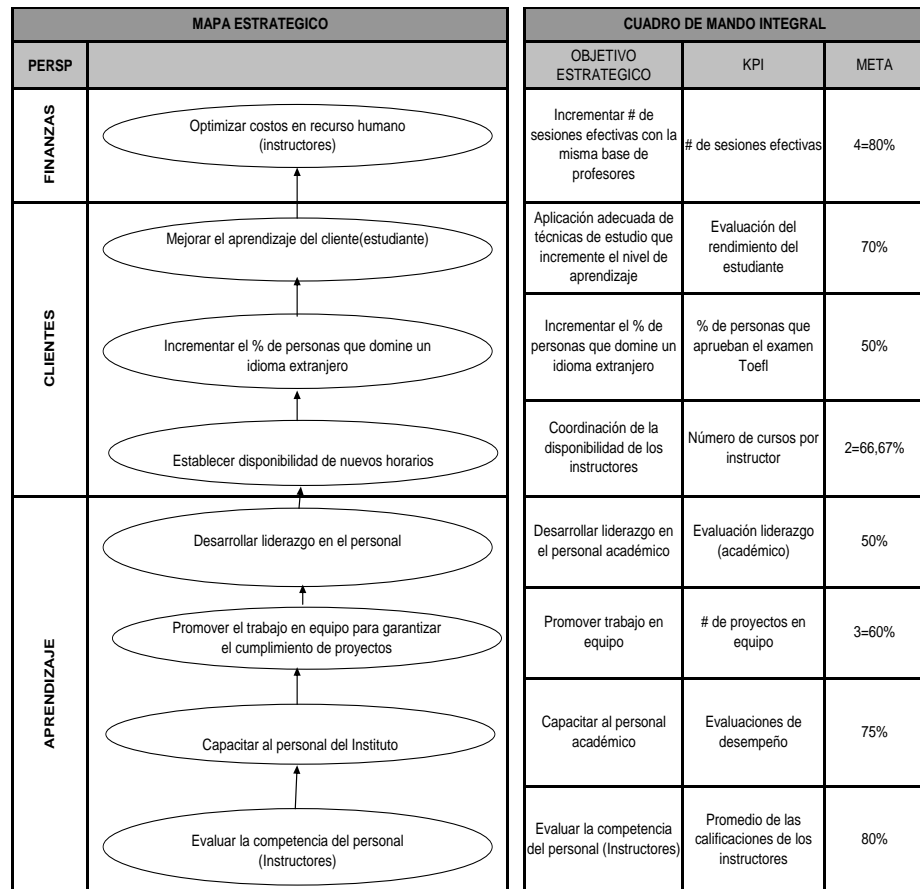 MAPA ESTRATEGICO
CUADRO DE MANDO INTEGRAL
PERSP
OBJETIVO
ESTRATEGICO
KPI
META
FINANZAS
Optimizar costos en recurso humano
(instructores)
Incrementar # de
sesiones efectivas con la
misma base de
profesores
# de sesiones efectivas
4=80%
CLIENTES
Mejorar el aprendizaje del cliente(estudiante)
Aplicación adecuada de
técnicas de estudio que
incremente el nivel de
aprendizaje
Evaluación del
rendimiento del
estudiante
70%
Incrementar el % de personas que domine un
idioma extranjero
Incrementar el % de
personas que domine un
idioma extranjero
% de personas que
aprueban el examen
Toefl
50%
Establecer disponibilidad de nuevos horarios
Coordinación de la
disponibilidad de los
instructores
Número de cursos por
instructor
2=66,67%
APRENDIZAJE
Desarrollar liderazgo en el personal
Desarrollar liderazgo en
el personal académico
Evaluación liderazgo
(académico)
50%
Promover el trabajo en equipo para garantizar
el cumplimiento de proyectos
Promover trabajo en
equipo
# de proyectos en
equipo
3=60%
Capacitar al personal del Instituto
Capacitar al personal
académico
Evaluaciones de
desempeño
75%
Evaluar la competencia del personal
(Instructores)
Evaluar la competencia
del personal (Instructores)
Promedio de las
calificaciones de los
instructores
80%